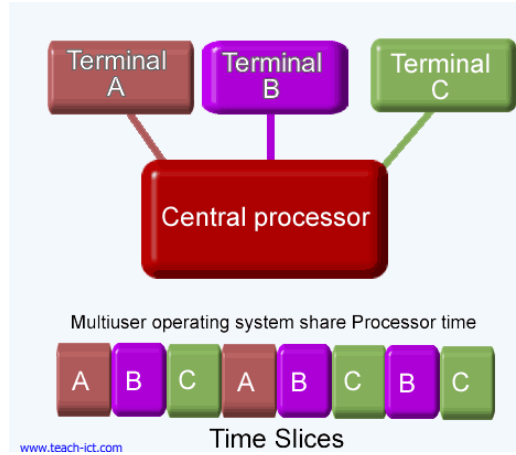 Terminal
A
Terminal
B
Terminal
C
Central processor
Multiuser operating system share Processor time
A B C A B C B C
Time Slices
www.teach-ict.com